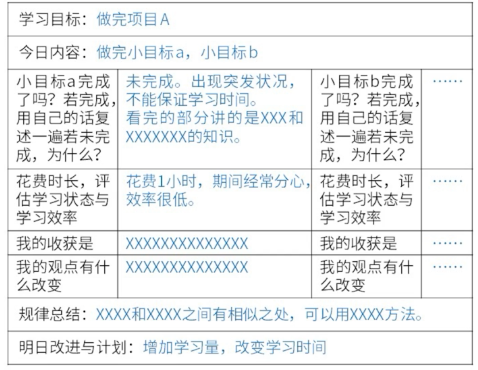 学习目标：做完项目A
今日内容：做完小目标a，小目标b
小目标a完成
了吗？若完成，
用自己的话复
述一遍若未完
成，为什么？
未完成。出现突发状况，
不能保证学习时间。
看完的部分讲的是XXX和
XXXXXXX的知识。
小目标b完成
了吗？若完成，
用自己的话复
述一遍若未完
成，为什么？
……
花费时长，评
估学习状态与
学习效率
花费1小时，期间经常分心，
效率很低。
花费时长，评
估学习状态与
学习效率
……
我的收获是
XXXXXXXXXXXXXX
我的收获是
……
我的观点有什
么改变
XXXXXXXXXXXXXX
我的观点有什
么改变
……
规律总结：XXXX和XXXX之间有相似之处，可以用XXXX方法。
明日改进与计划：增加学习量，改变学习时间